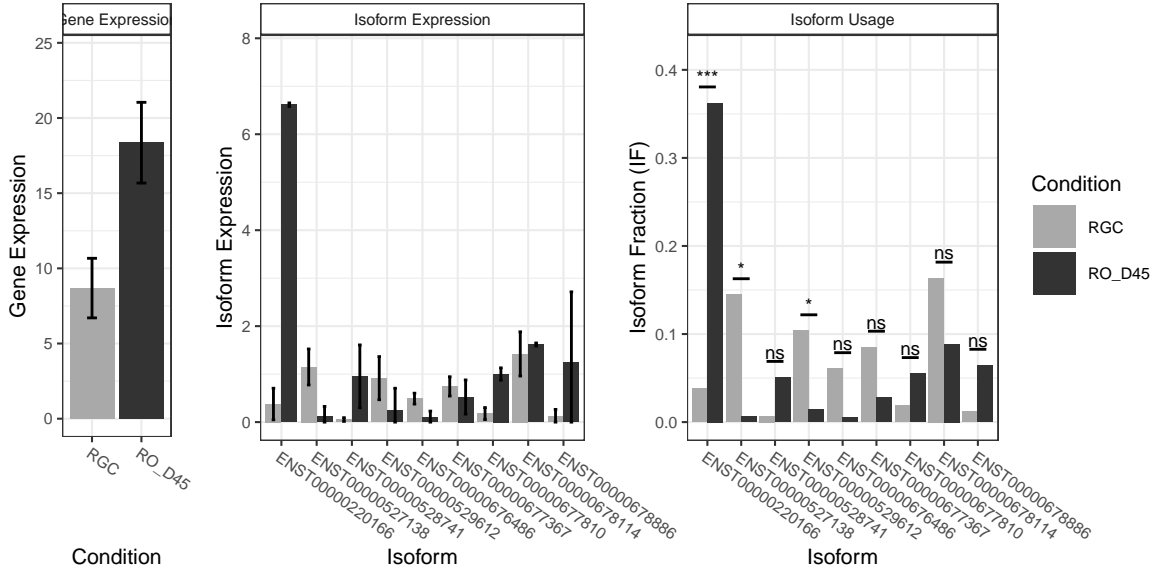 Gene Expression
Isoform Expression
Isoform Usage
Gene Expression
25
20
15
10
5
0
RGC
RO_D45
Condition
Isoform Expression
8
6
4
2
0
ENST00000220166
ENST00000527138
ENST00000528741
ENST00000529612
ENST00000676486
ENST00000677367
ENST00000677810
ENST00000678114
ENST00000678886
Isoform
Isoform Fraction (IF)
0.4
0.3
0.2
0.1
0.0
***
*
ns
*
ns
ns
ns
ns
ns
ENST00000220166
ENST00000527138
ENST00000528741
ENST00000529612
ENST00000676486
ENST00000677367
ENST00000677810
ENST00000678114
ENST00000678886
Isoform
Condition
RGC
RO_D45